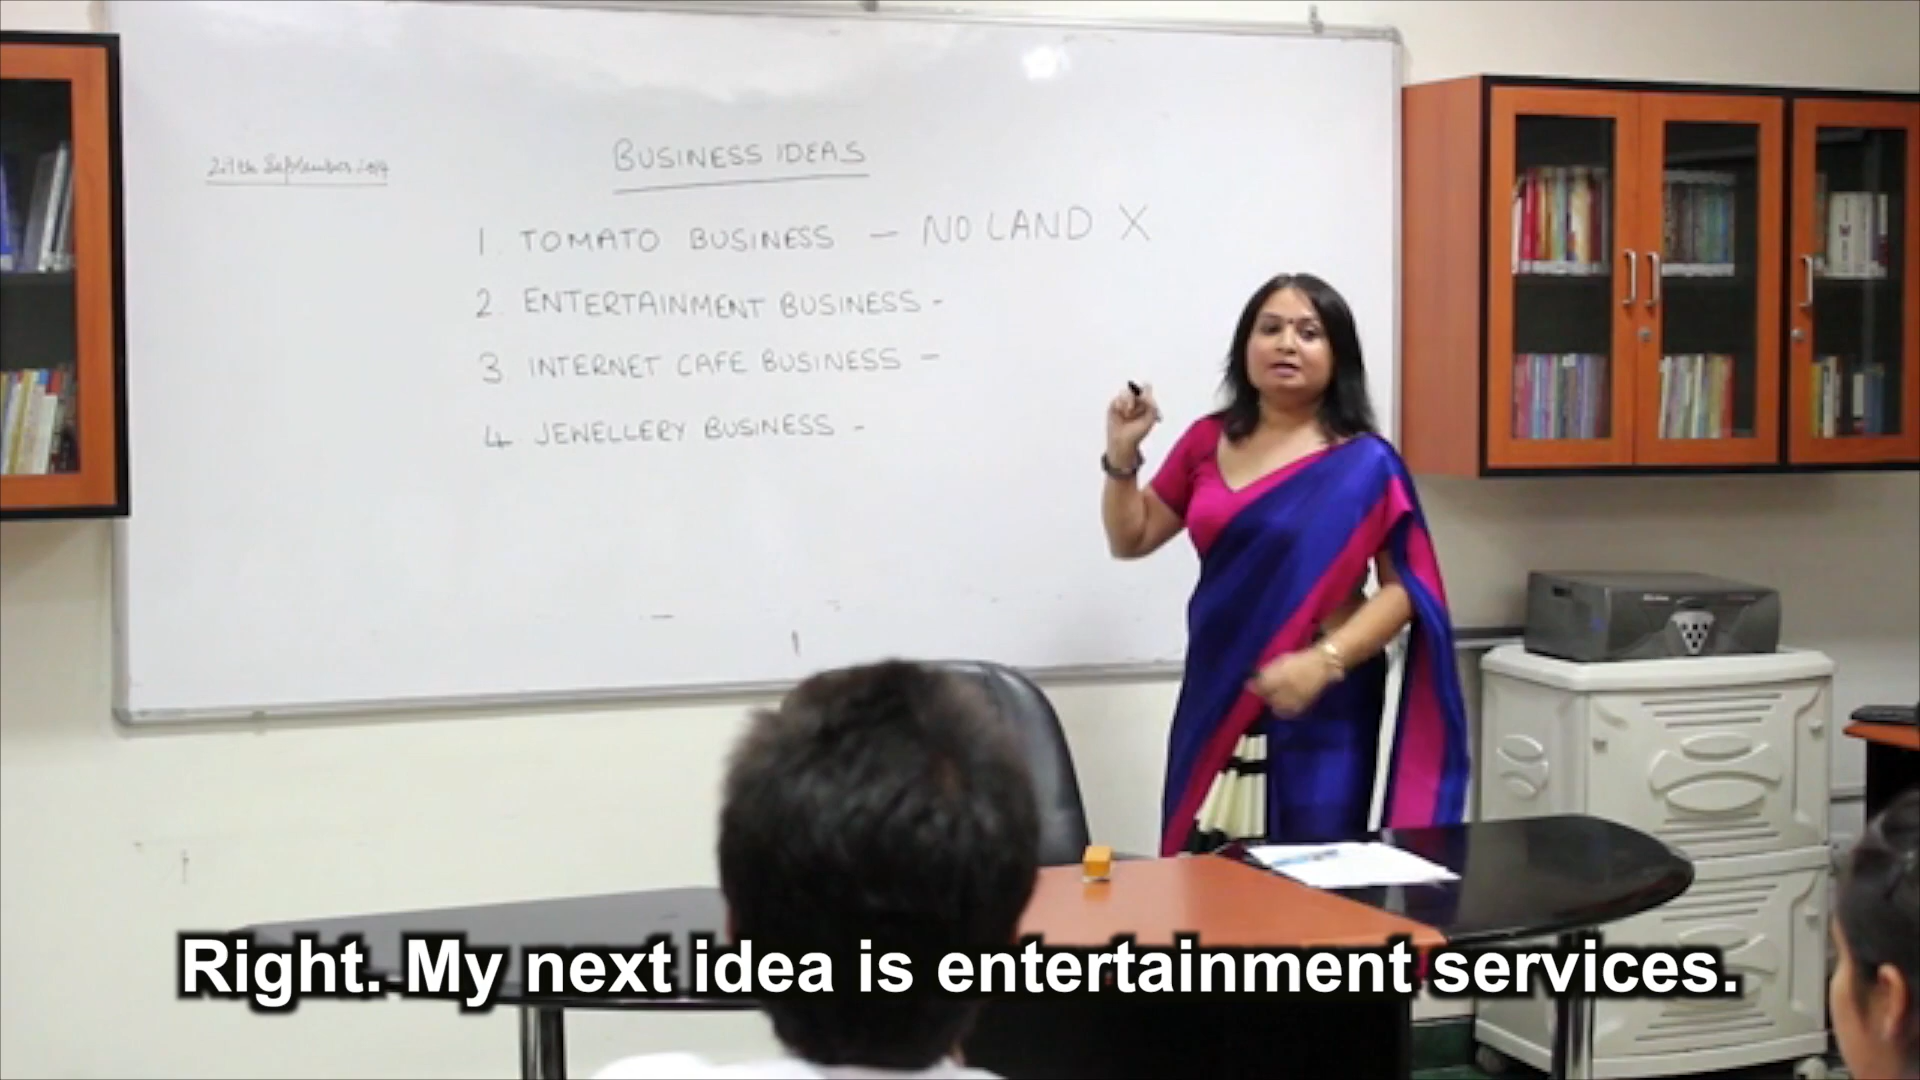 BUSINESS IDEAS
1. TOMATO BUSINESS — NO LAND X
2. ENTERTAINMENT BUSINESS -
3 INTERNET CAFE BUSINESS —
4 JEWELLERY BUSINESS -
Right. My next idea is entertainment services.